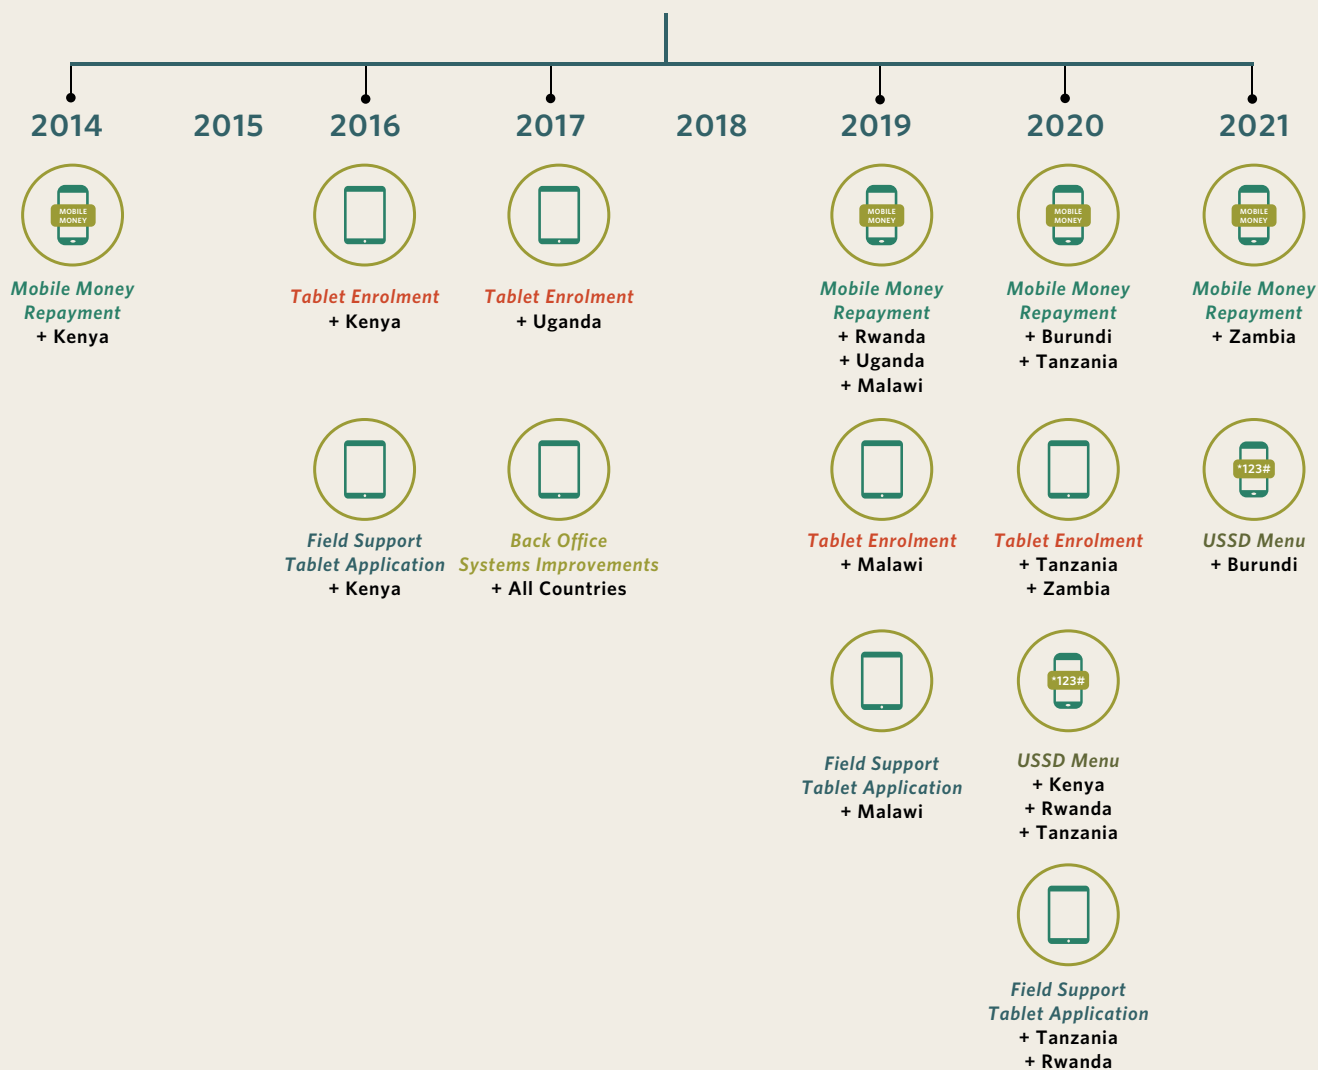 2014
2015
2016
2017
2018
2019
2020
2021
MOBILE
MONEY
Mobile Money
Repayment
+ Kenya
Tablet Enrolment
+ Kenya
Field Support
Tablet Application
+ Kenya
Tablet Enrolment
+ Uganda
Back Office
Systems Improvements
+ All Countries
MOBILE
MONEY
Mobile Money
Repayment
+ Rwanda
+ Uganda
+ Malawi
Tablet Enrolment
+ Malawi
Field Support
Tablet Application
+ Malawi
MOBILE
MONEY
Mobile Money
Repayment
+ Burundi
+ Tanzania
Tablet Enrolment
+ Tanzania
+ Zambia
*123#
USSD Menu
+ Kenya
+ Rwanda
+ Tanzania
Field Support
Tablet Application
+ Tanzania
+ Rwanda
MOBILE
MONEY
Mobile Money
Repayment
+ Zambia
*123#
USSD Menu
+ Burundi